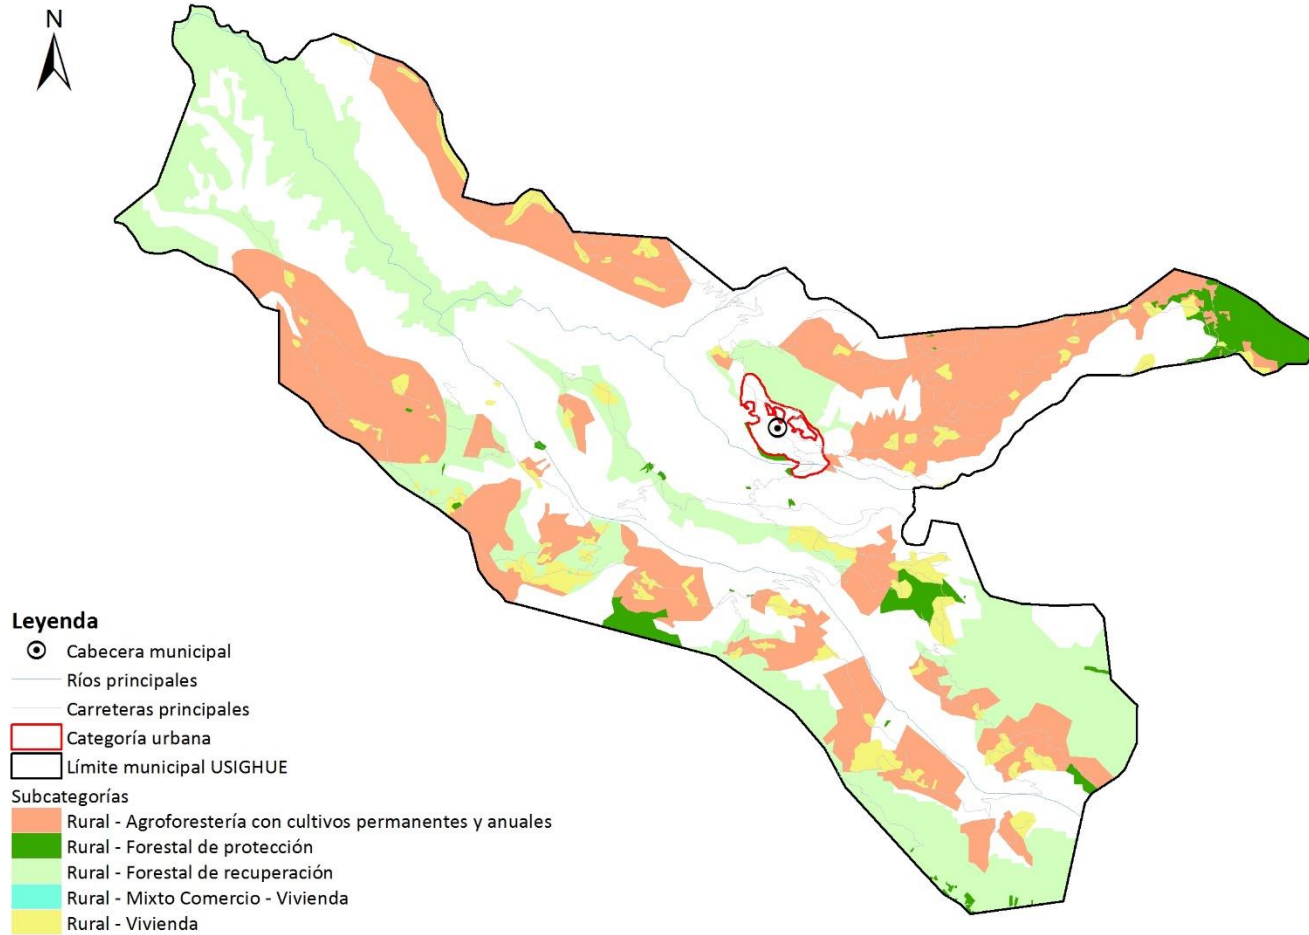 N
Leyenda
Cabecera municipal
Ríos principales
Carreteras principales
Categoría urbana
Límite municipal USIGHUE
Subcategorías
Rural - Agroforestería con cultivos permanentes y anuales
Rural - Forestal de protección
Rural - Forestal de recuperación
Rural - Mixto Comercio - Vivienda
Rural - Vivienda